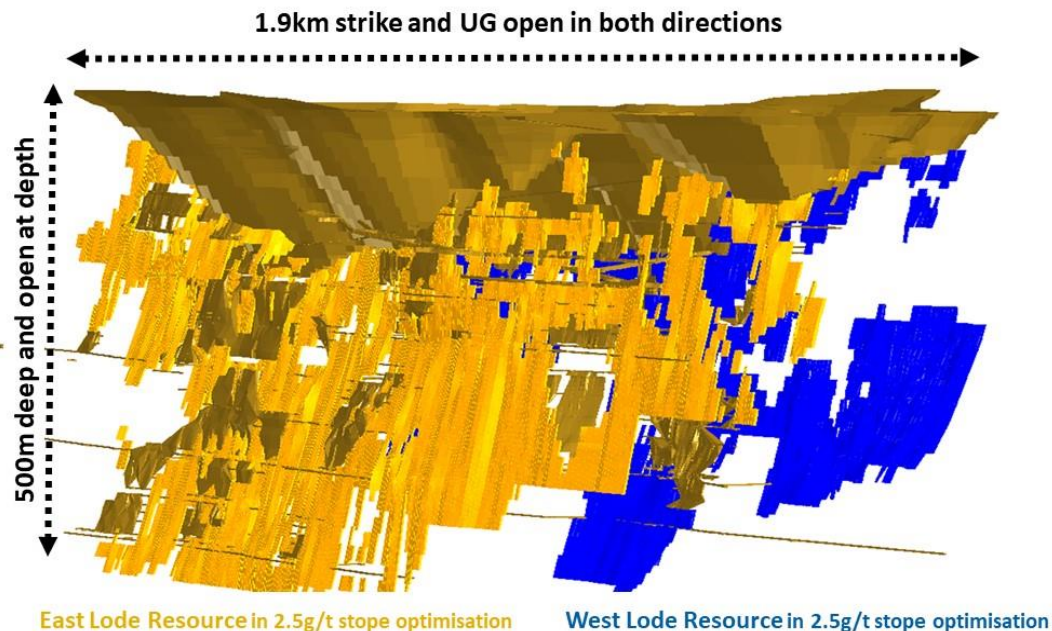 1.9km strike and UG open in both directions
500m deep and open at depth
East Lode Resource in 2.5g/t stope optimisation
West Lode Resource in 2.5g/t stope optimisation